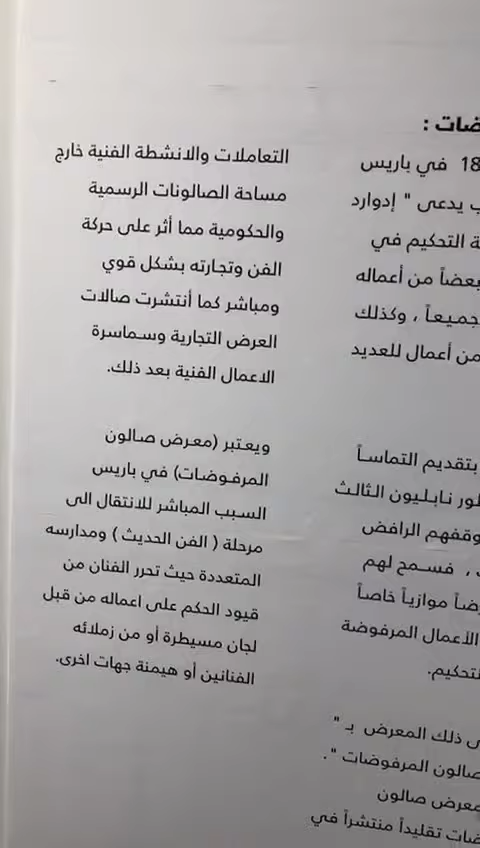 : 
18 في باريس
يدعى " إدوارد
التحكيم في
بعضاً من أعماله
جميعاً ، وكذلك
من أعمال للعديد
بتقديم التماساً
نابليون الثالث
وقفهم الرافض
، فسمح لهم
موازياً خاصاً
الأعمال المرفوضة
ذلك المعرض بـ "
صالون المرفوضات ".
معرض صالون
تقليداً منتشراً في
التعاملات والانشطة الفنية خارج
مساحة الصالونات الرسمية
والحكومية مما أثر على حركة
الفن وتجارته بشكل قوي
ومباشر كما أنتشرت صالات
العرض التجارية وسماسرة
الاعمال الفنية بعد ذلك.
ويعتبر (معرض صالون
المرفوضات) في باريس
السبب المباشر للانتقال الى
مرحلة ( الفن الحديث ) ومدارسه
المتعددة حيث تحرر الفنان من
قيود الحكم على اعماله من قبل
لجان مسيطرة أو من زملائه
الفنانين أو هيمنة جهات اخرى.